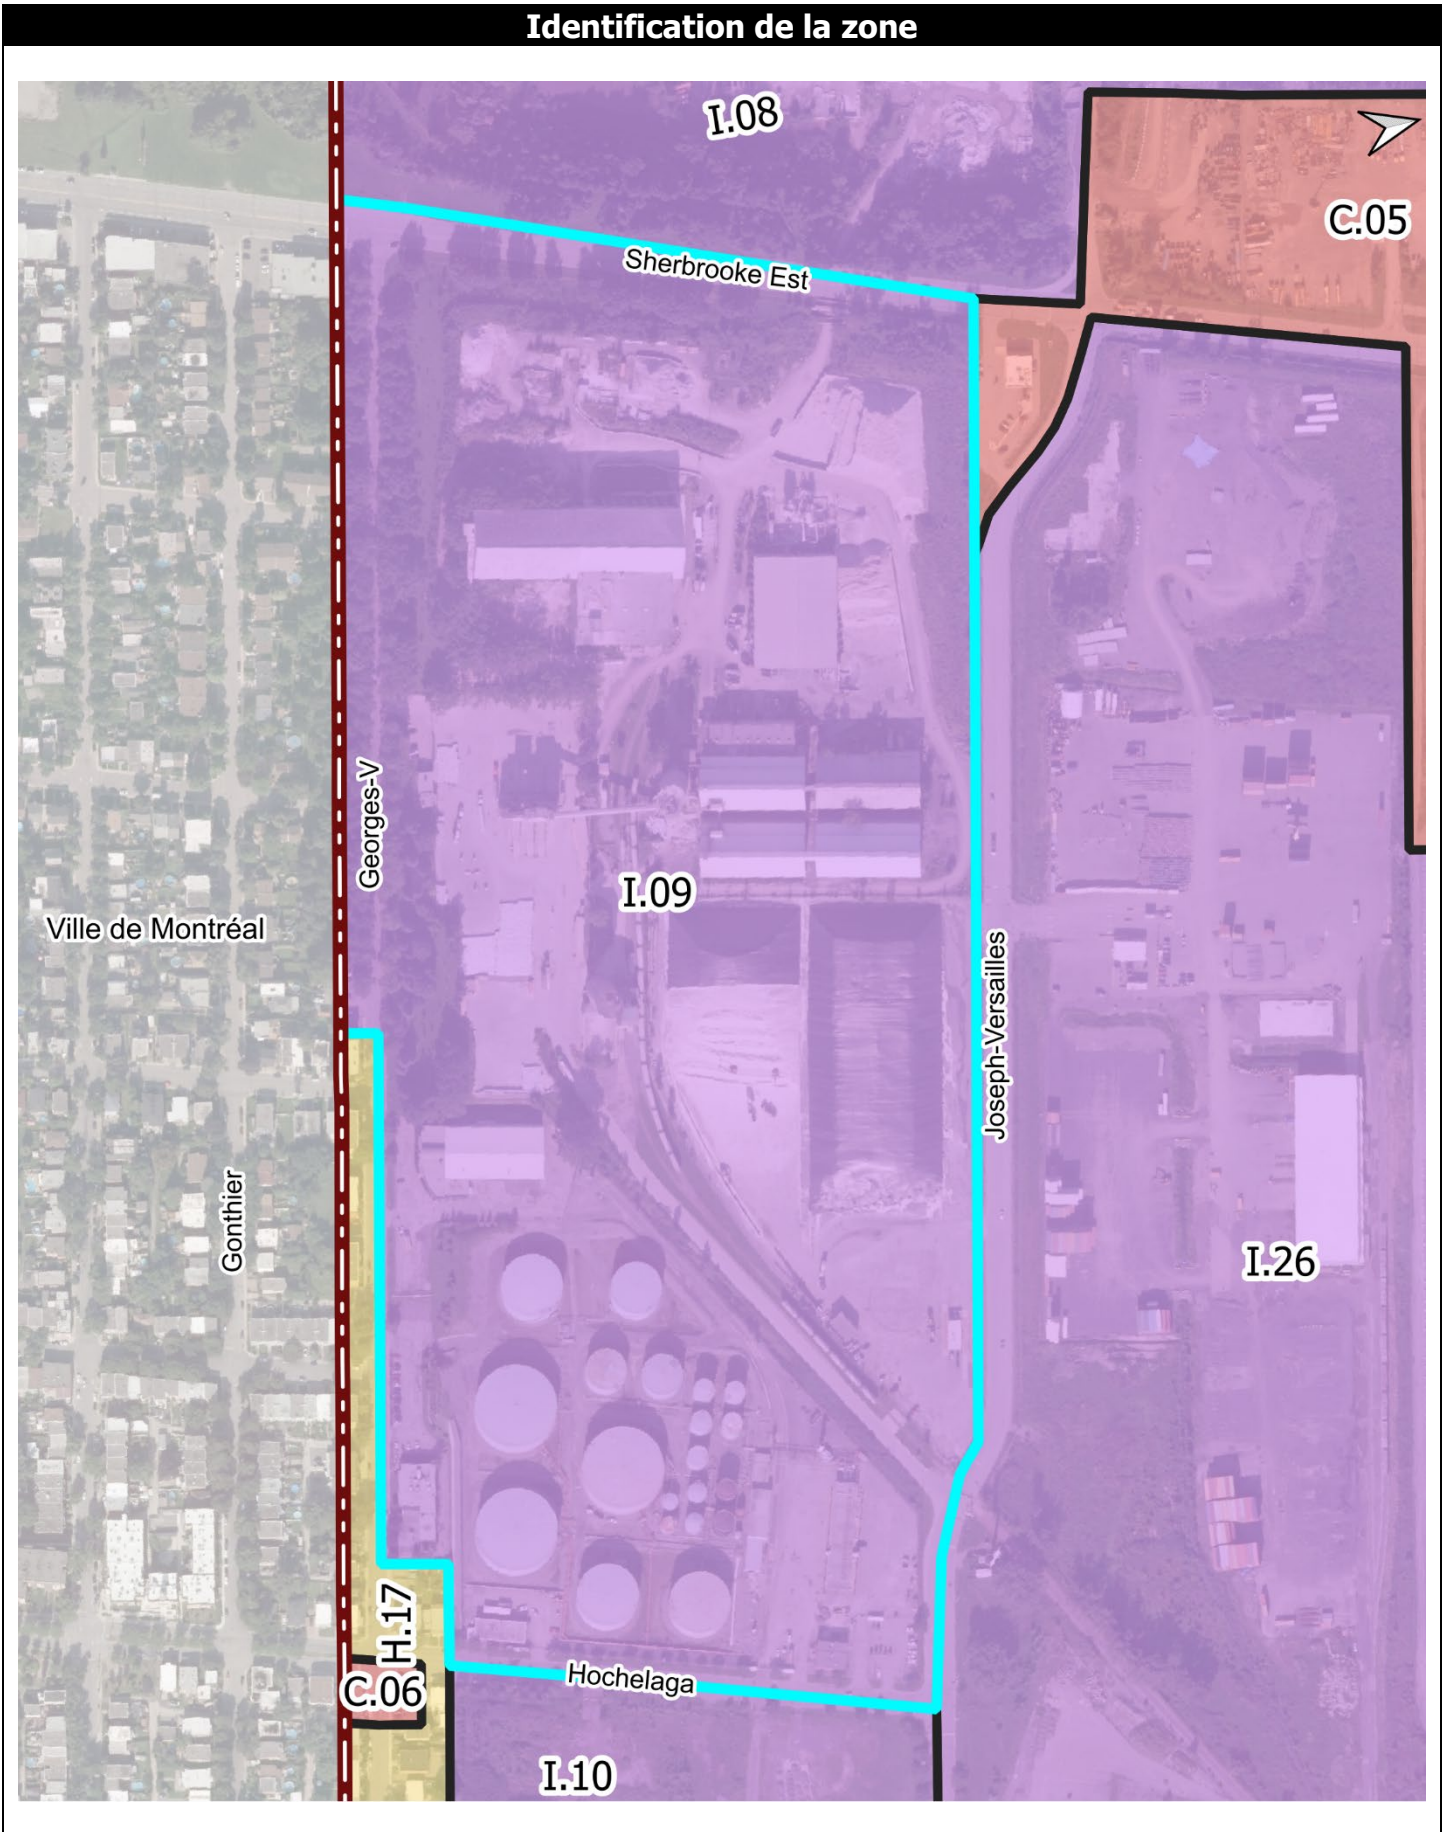 Identification de la zone
I.08
C.05
Sherbrooke Est
Georges-V
I.09
Ville de Montréal
Joseph-Versailles
Gonthier
I.26
H.17
C.06
Hochelaga
I.10